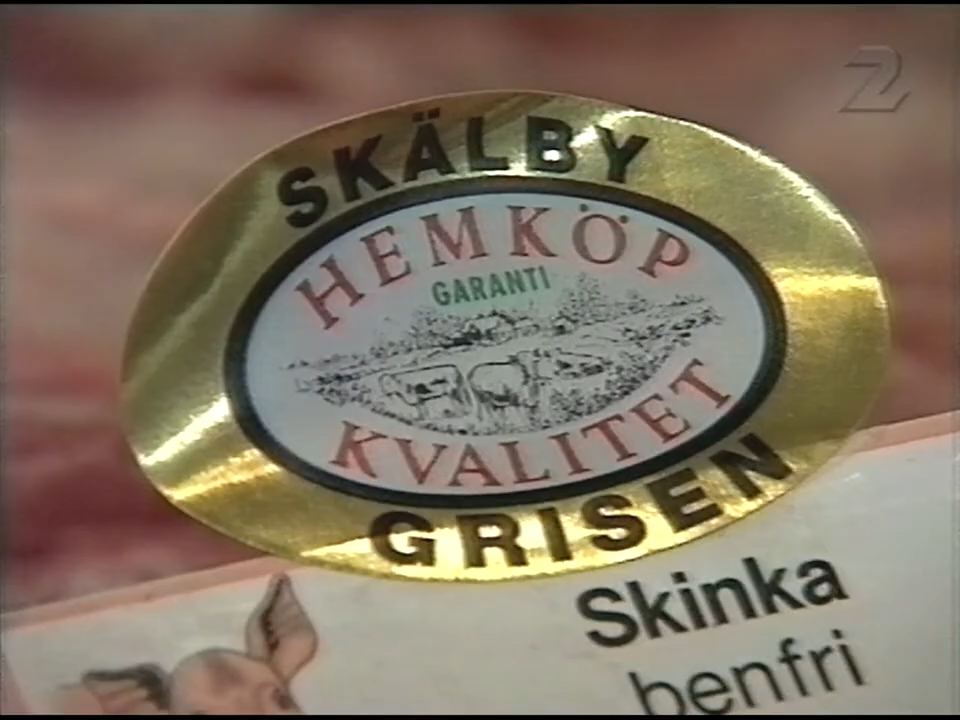 2
SKÄLBY
HEMKÖP
GARANTI
KVALITET
GRISEN
Skinka
benfri